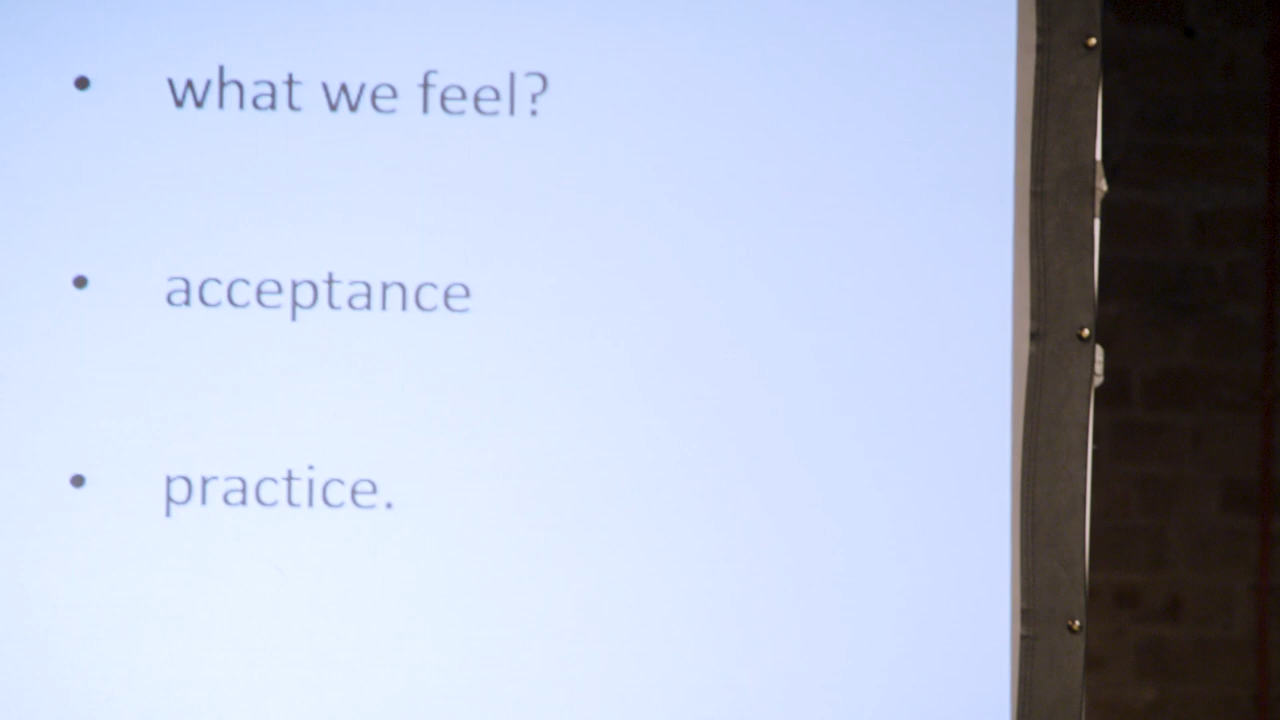 • what we feel?
• acceptance
• practice.